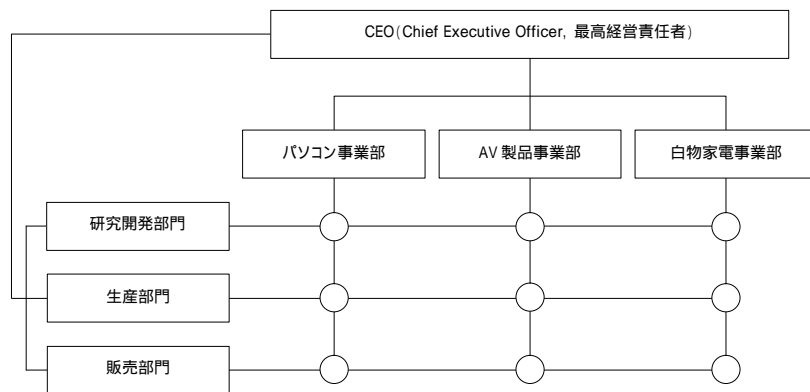 CEO(Chief Executive Officer, 最高経営責任者)
パソコン事業部
AV 製品事業部
白物家電事業部
研究開発部門
生産部門
販売部門